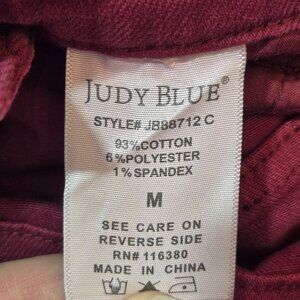 JUDY BLUE®
STYLE# JB88712 C
93%COTTON
6%POLYESTER
1%SPANDEX
M
SEE CARE ON
REVERSE SIDE
RN# 116380
MADE IN CHINA